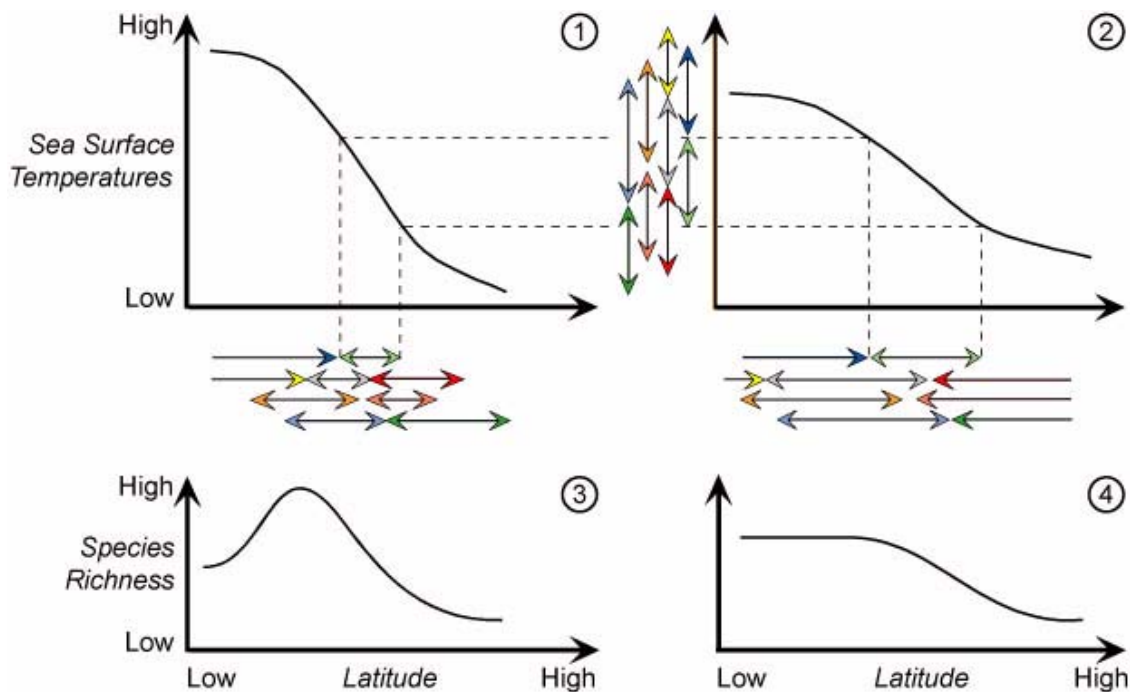 High
1
2
Sea Surface
Temperatures
Low
High
3
4
Species
Richness
Low
Low Latitude High
Low Latitude High